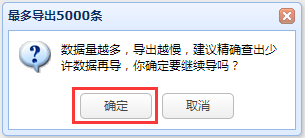 最多导出5000条
数据量越多，导出越慢，建议精确查出少
许数据再导，你确定要继续导吗？
确定
取消